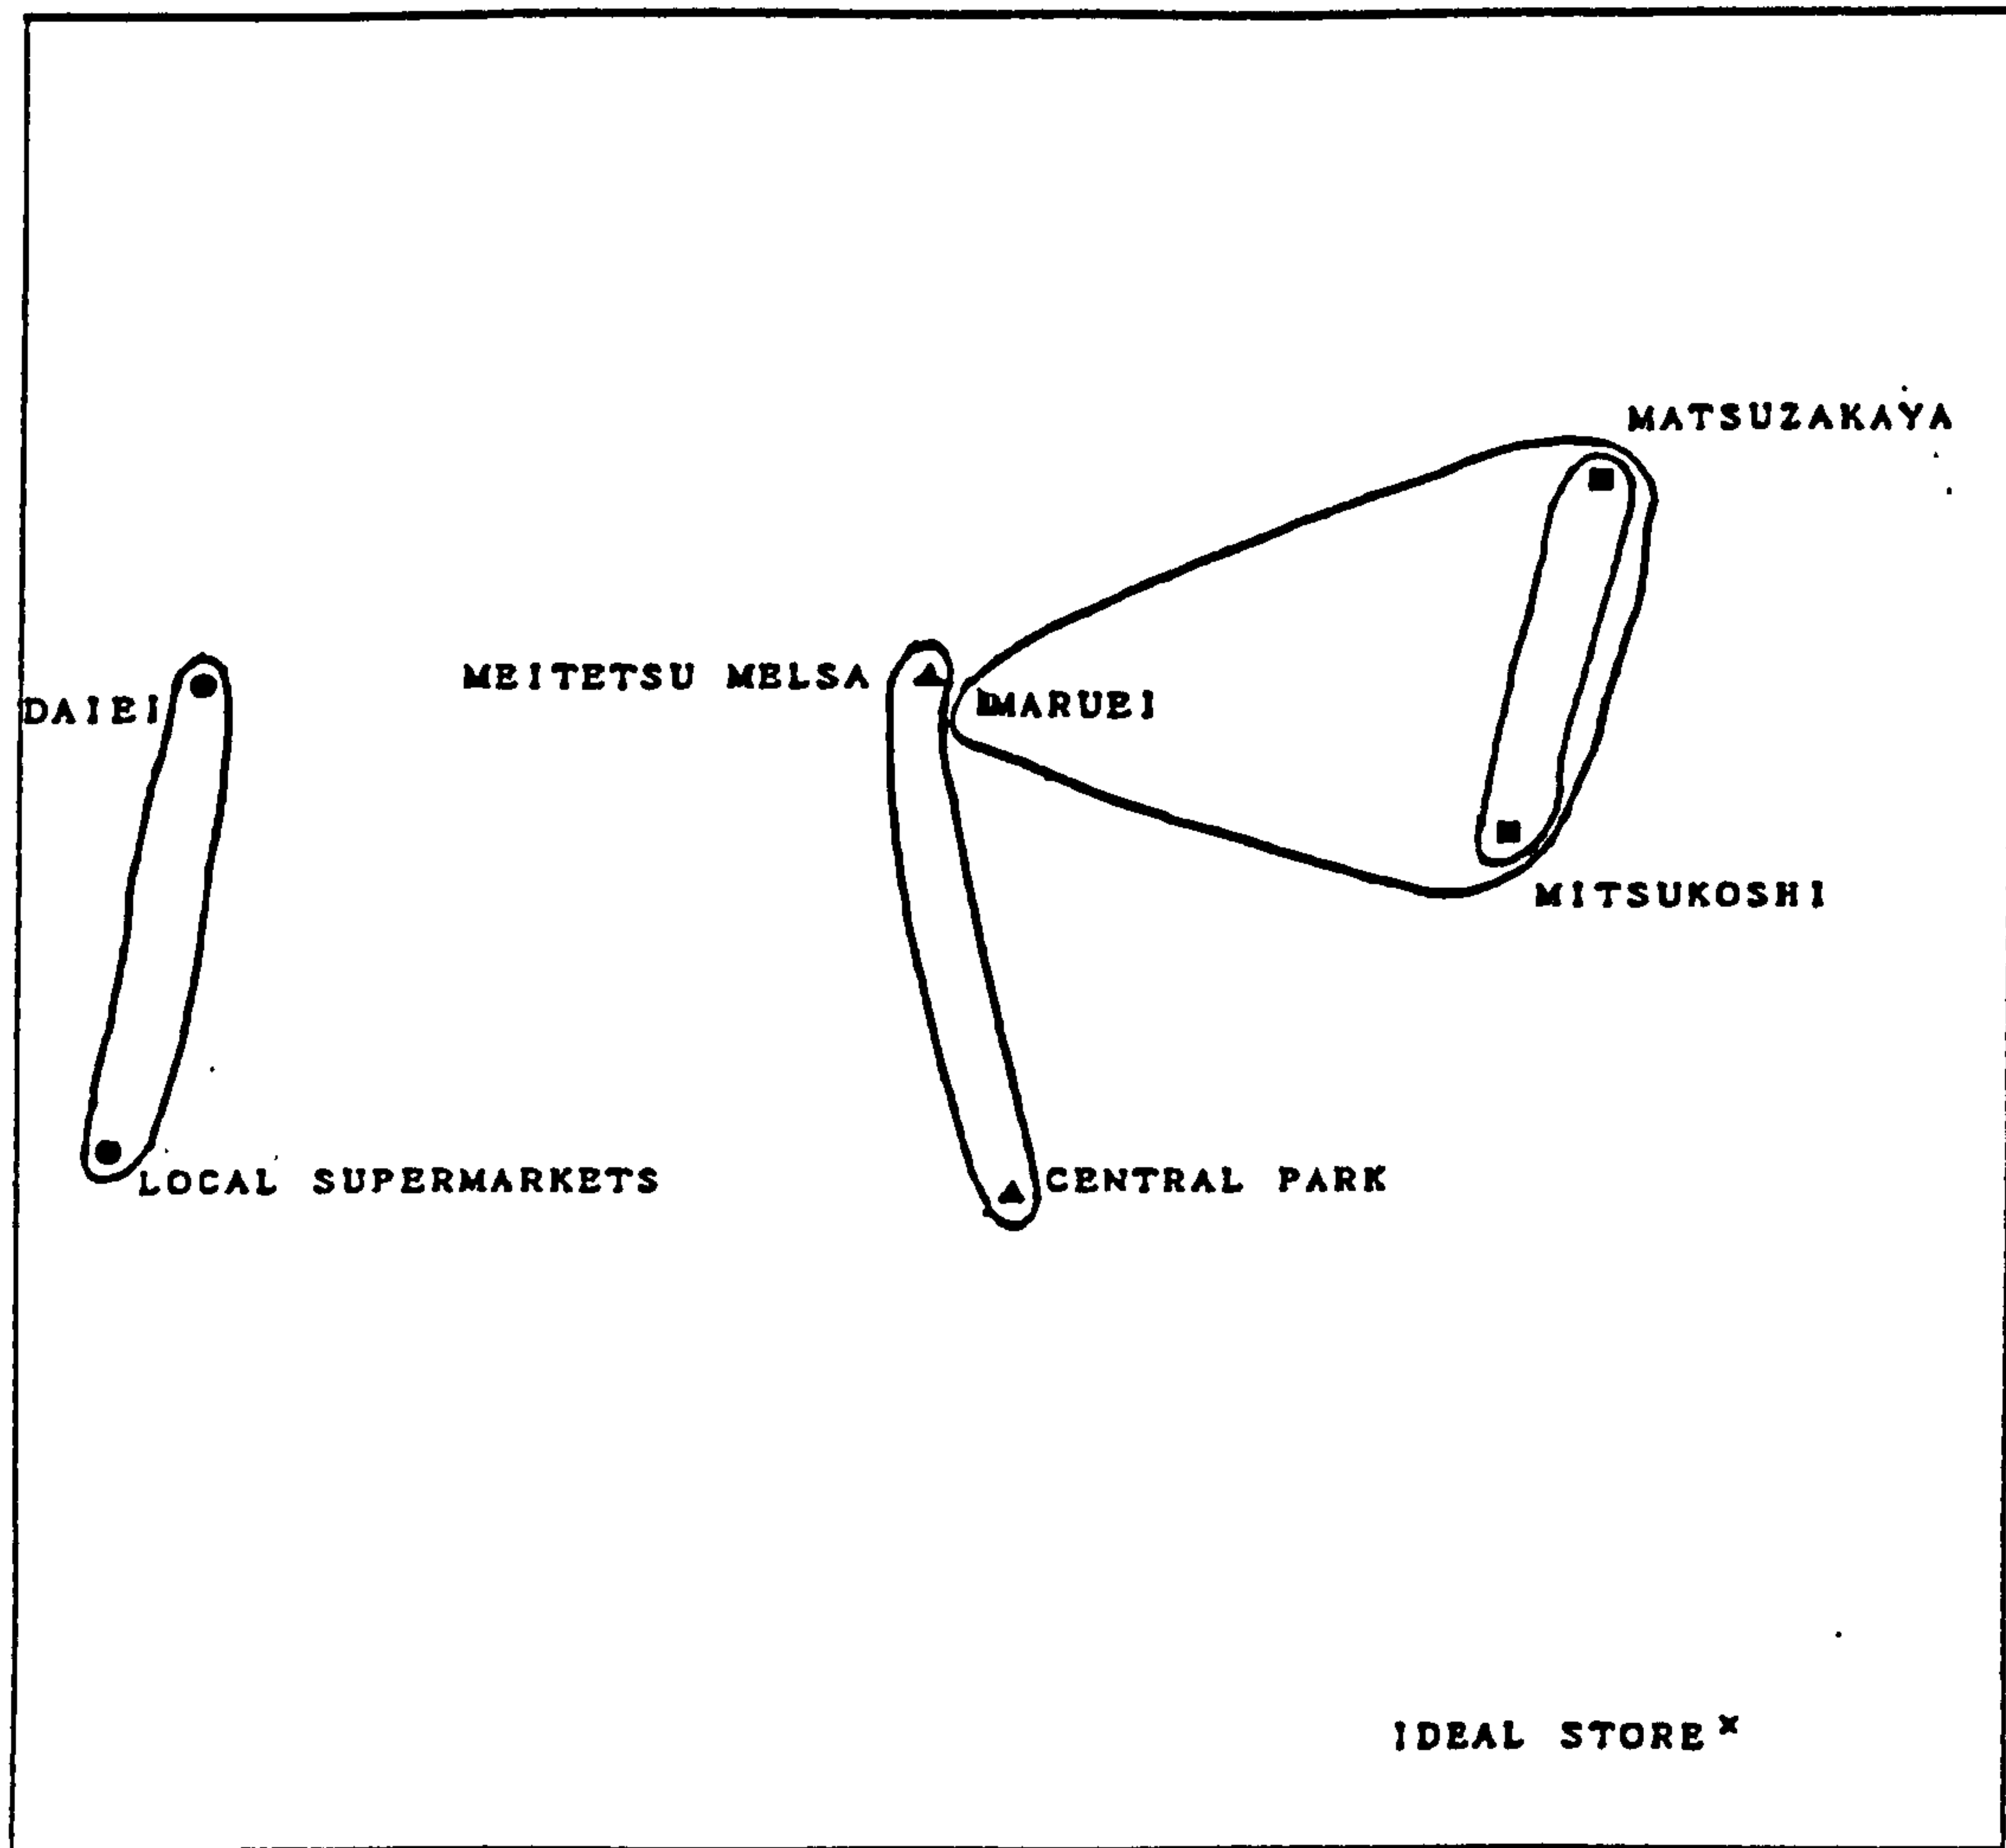 MATSUZAKAYA
MEITETSU MELSA
MARUEI
DAIEI
MITSUKOSHI
LOCAL SUPERMARKETS
CENTRAL PARK
IDEAL STORE x